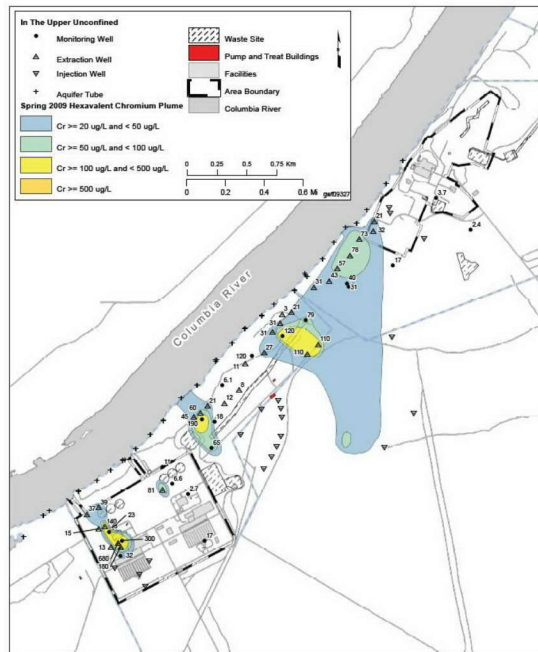 In The Upper Unconfined
Monitoring Well
Extraction Well
Injection Well
Aquifer Tube
Spring 2009 Hexavalent Chromium Plume
Cr >= 20 ug/L and < 50 ug/L
Cr >= 50 ug/L and < 100 ug/L
Cr >= 100 ug/L and < 500 ug/L
Cr >= 500 ug/L
Waste Site
Pump and Treat Buildings
Facilities
Area Boundary
Columbia River
0 0.25 0.5 0.75 Km
0 0.2 0.4 0.6 Mi
gwf09327
Columbia River
3.7
2.4
21
32
73
78
17
57
43
40
31
31
3
21
79
31
31
120
110
110
27
120
11
8
6.1
12
21
60
45
190
18
65
6.6
81
2.7
39
37
23
140
15
300
13
32
680
180
17